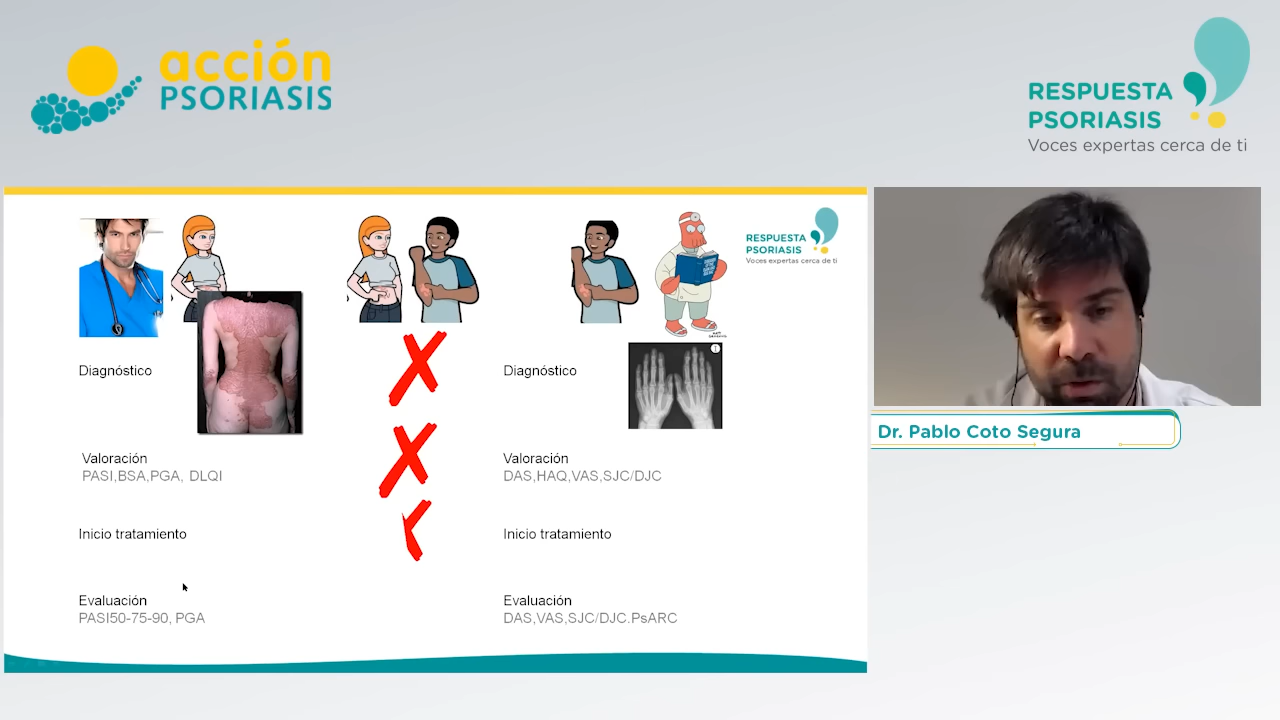 acción
PSORIASIS
RESPUESTA
PSORIASIS
Voces expertas cerca de ti
RESPUESTA
PSORIASIS
Voces expertas cerca de ti
Diagnóstico
Diagnóstico
Valoración
PASI,BSA,PGA, DLQI
Valoración
DAS,HAQ,VAS,SJC/DJC
Inicio tratamiento
Inicio tratamiento
Evaluación
PASI50-75-90, PGA
Evaluación
DAS,VAS,SJC/DJC.PsARC
Dr. Pablo Coto Segura